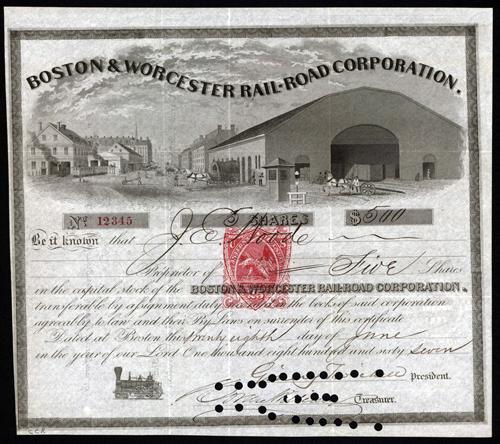 BOSTON & WORCESTER RAIL-ROAD CORPORATION.
No 12345 5 SHARES $500
Be it known that J. E. Woods
Proprietor of Five Shares
in the capital stock of the BOSTON & WORCESTER RAIL-ROAD CORPORATION,
transferable by assignment duly recorded in the books of said corporation
agreeably to law and their By Laws on surrender of this certificate
Dated at Boston this twenty eighth day of June
in the year of our Lord One thousand eight hundred and sixty seven
President.
Treasurer.